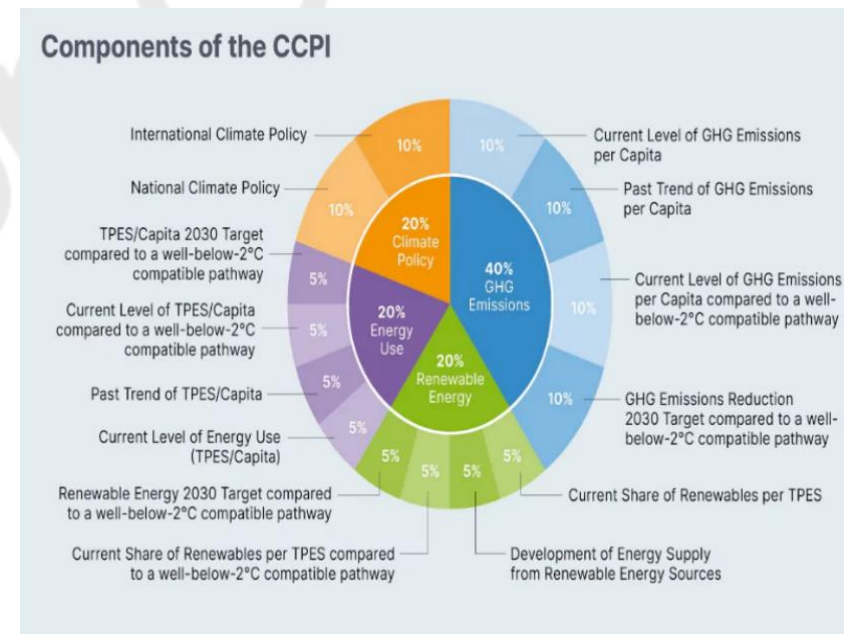 Components of the CCPI
International Climate Policy
10%
10%
Current Level of GHG Emissions
per Capita
National Climate Policy
10%
10%
Past Trend of GHG Emissions
per Capita
20%
Climate
Policy
TPES/Capita 2030 Target
compared to a well-below-2°C
compatible pathway
5%
40%
GHG
Emissions
10%
Current Level of GHG Emissions
per Capita compared to a well-
below-2°C compatible pathway
Current Level of TPES/Capita
compared to a well-below-2°C
compatible pathway
5%
20%
Energy
Use
20%
Renewable
Energy
Past Trend of TPES/Capita
5%
10%
GHG Emissions Reduction
2030 Target compared to a well-
below-2°C compatible pathway
Current Level of Energy Use
(TPES/Capita)
5%
5%
5%
5%
5%
Renewable Energy 2030 Target compared
to a well-below-2°C compatible pathway
Current Share of Renewables per TPES
Current Share of Renewables per TPES compared
to a well-below-2°C compatible pathway
Development of Energy Supply
from Renewable Energy Sources